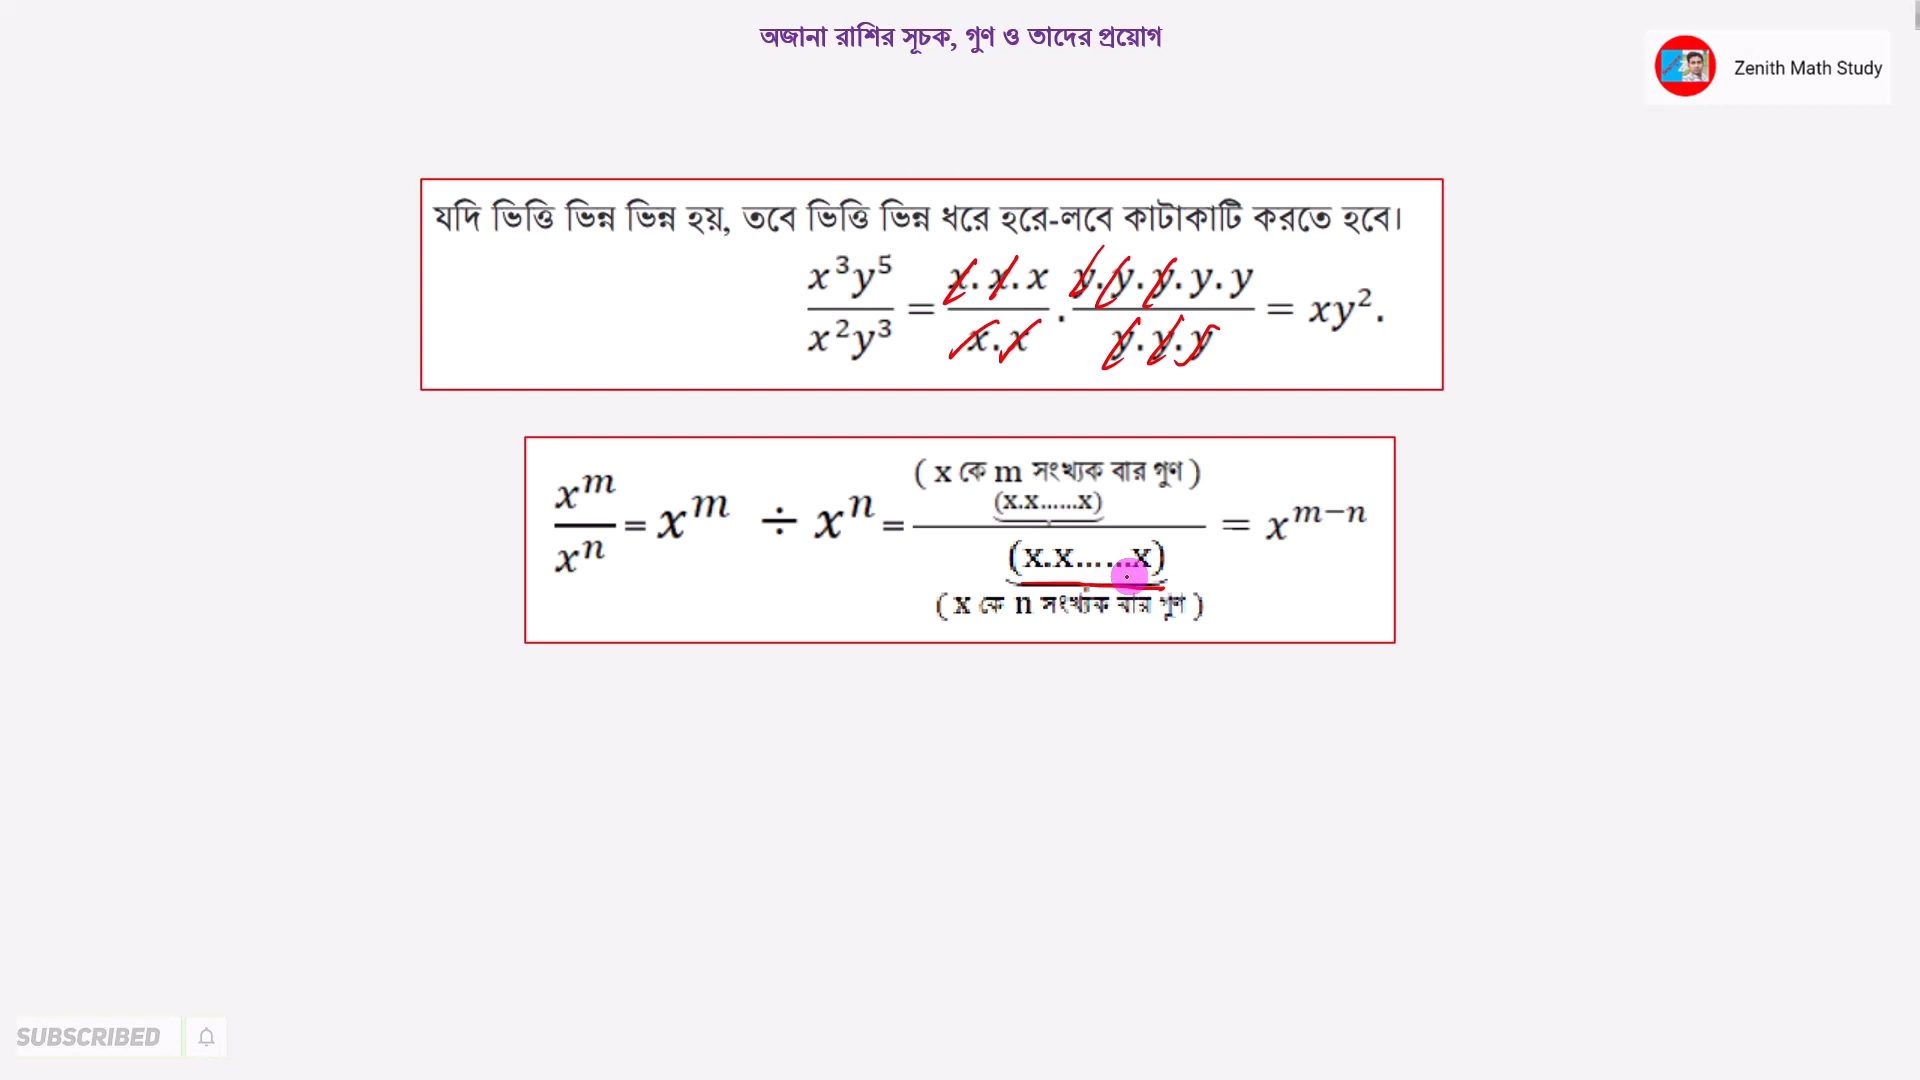 অজানা রাশির সূচক, গুণ ও তাদের প্রয়োগ
Zenith Math Study
যদি ভিত্তি ভিন্ন ভিন্ন হয়, তবে ভিত্তি ভিন্ন ধরে হরে-লবে কাটাকাটি করতে হবে।
x³y⁵/x²y³ = x.x.x/x.x . y.y.y.y.y/y.y.y = xy².
( x কে m সংখ্যক বার গুণ )
(x.x......x)
xᵐ/xⁿ = xᵐ ÷ xⁿ = = xᵐ⁻ⁿ
(x.x......x)
( x কে n সংখ্যক বার গুণ )
SUBSCRIBED